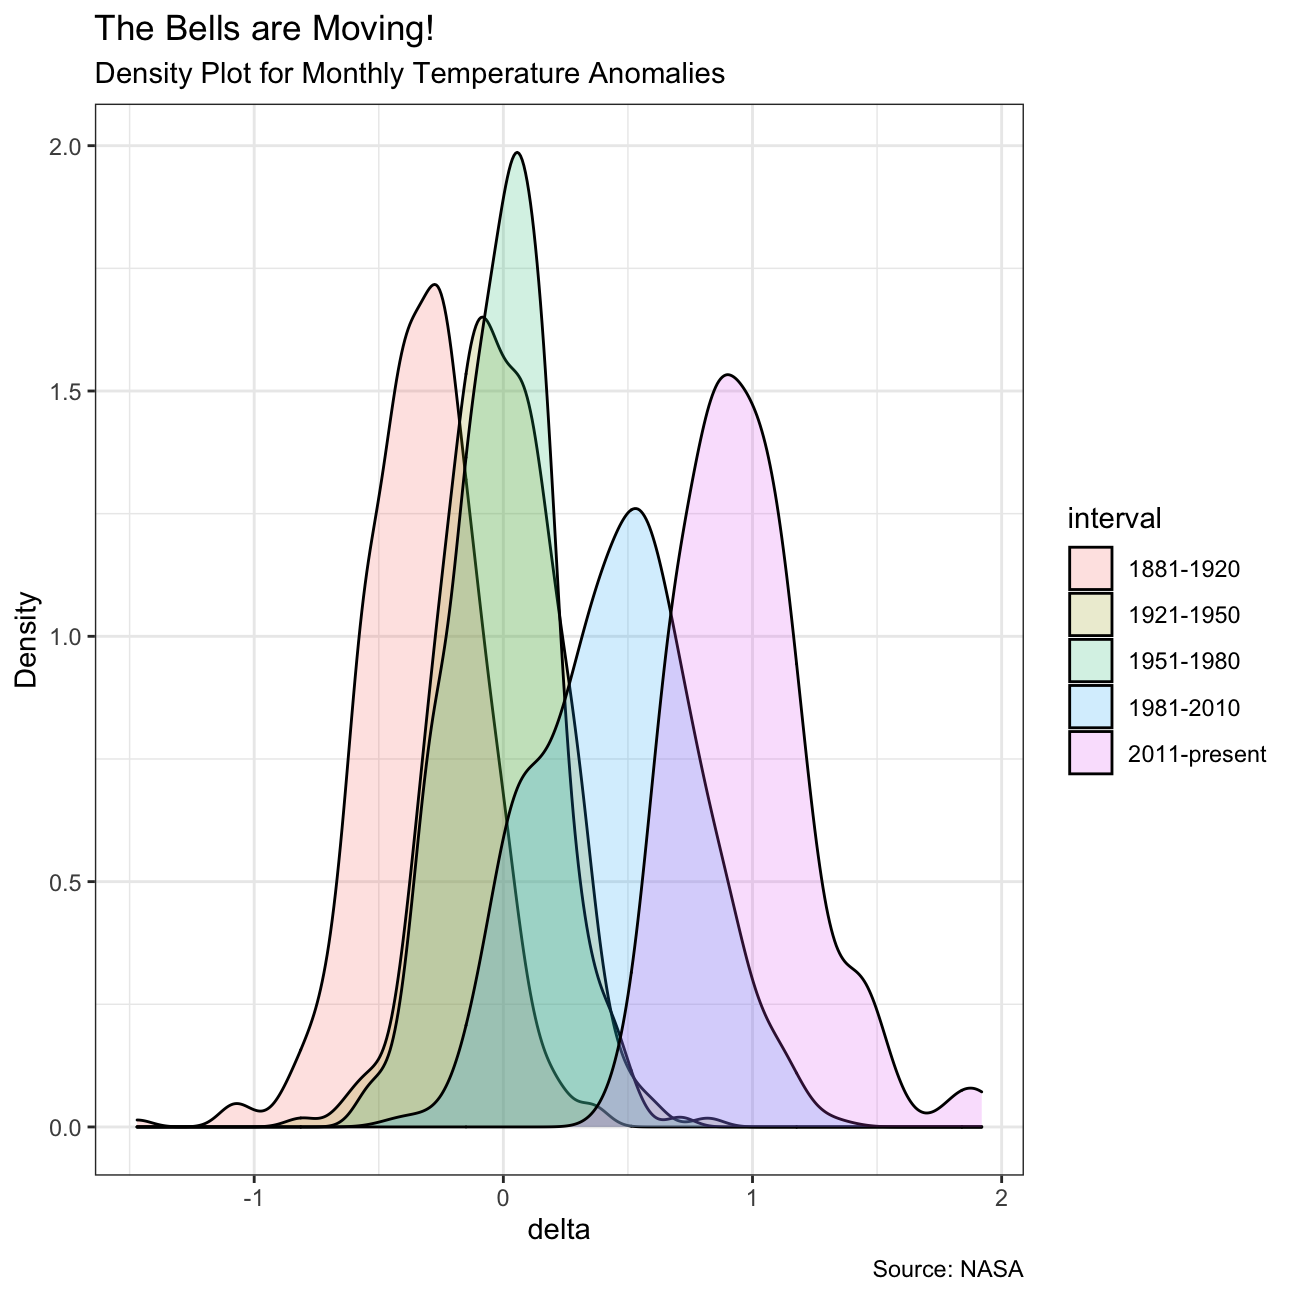 The Bells are Moving!
Density Plot for Monthly Temperature Anomalies
2.0
1.5
1.0
0.5
0.0
Density
-1 0 1 2
delta
interval
1881-1920
1921-1950
1951-1980
1981-2010
2011-present
Source: NASA